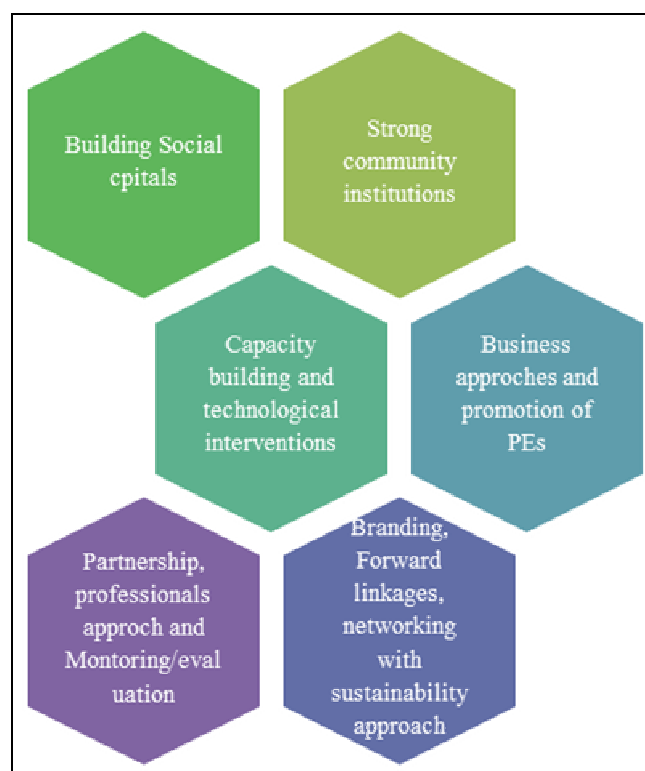 Building Social
cpitals
Strong
community
institutions
Capacity
building and
technological
interventions
Business
approches and
promotion of
PEs
Partnership,
professionals
approch and
Montoring/eval
uation
Branding,
Forward
linkages,
networking
with
sustainability
approach